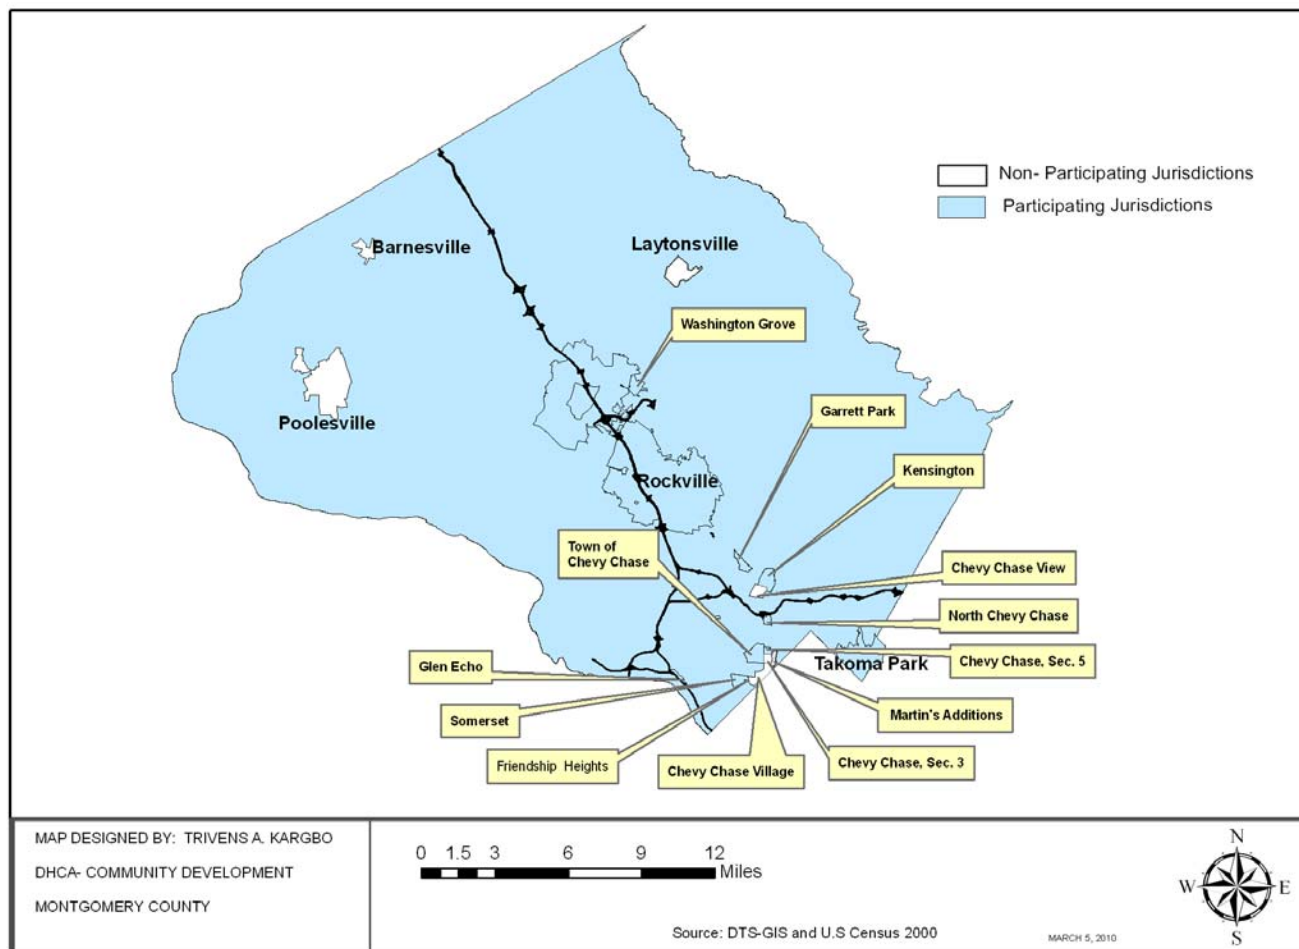 Non- Participating Jurisdictions
Participating Jurisdictions
Barnesville
Laytonsville
Washington Grove
Poolesville
Garrett Park
Rockville
Kensington
Town of
Chevy Chase
Chevy Chase View
North Chevy Chase
Glen Echo
Takoma Park
Chevy Chase, Sec. 5
Somerset
Martin's Additions
Friendship Heights
Chevy Chase Village
Chevy Chase, Sec. 3
MAP DESIGNED BY: TRIVENS A. KARGBO
DHCA- COMMUNITY DEVELOPMENT
MONTGOMERY COUNTY
0 1.5 3 6 9 12
Miles
Source: DTS-GIS and U.S Census 2000
MARCH 5, 2010
N
W E
S